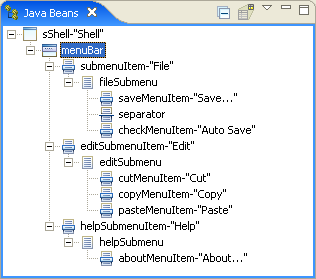 Java Beans
sShell-"Shell"
menuBar
submenuItem-"File"
fileSubmenu
saveMenuItem-"Save..."
separator
checkMenuItem-"Auto Save"
editSubmenuItem-"Edit"
editSubmenu
cutMenuItem-"Cut"
copyMenuItem-"Copy"
pasteMenuItem-"Paste"
helpSubmenuItem-"Help"
helpSubmenu
aboutMenuItem-"About..."